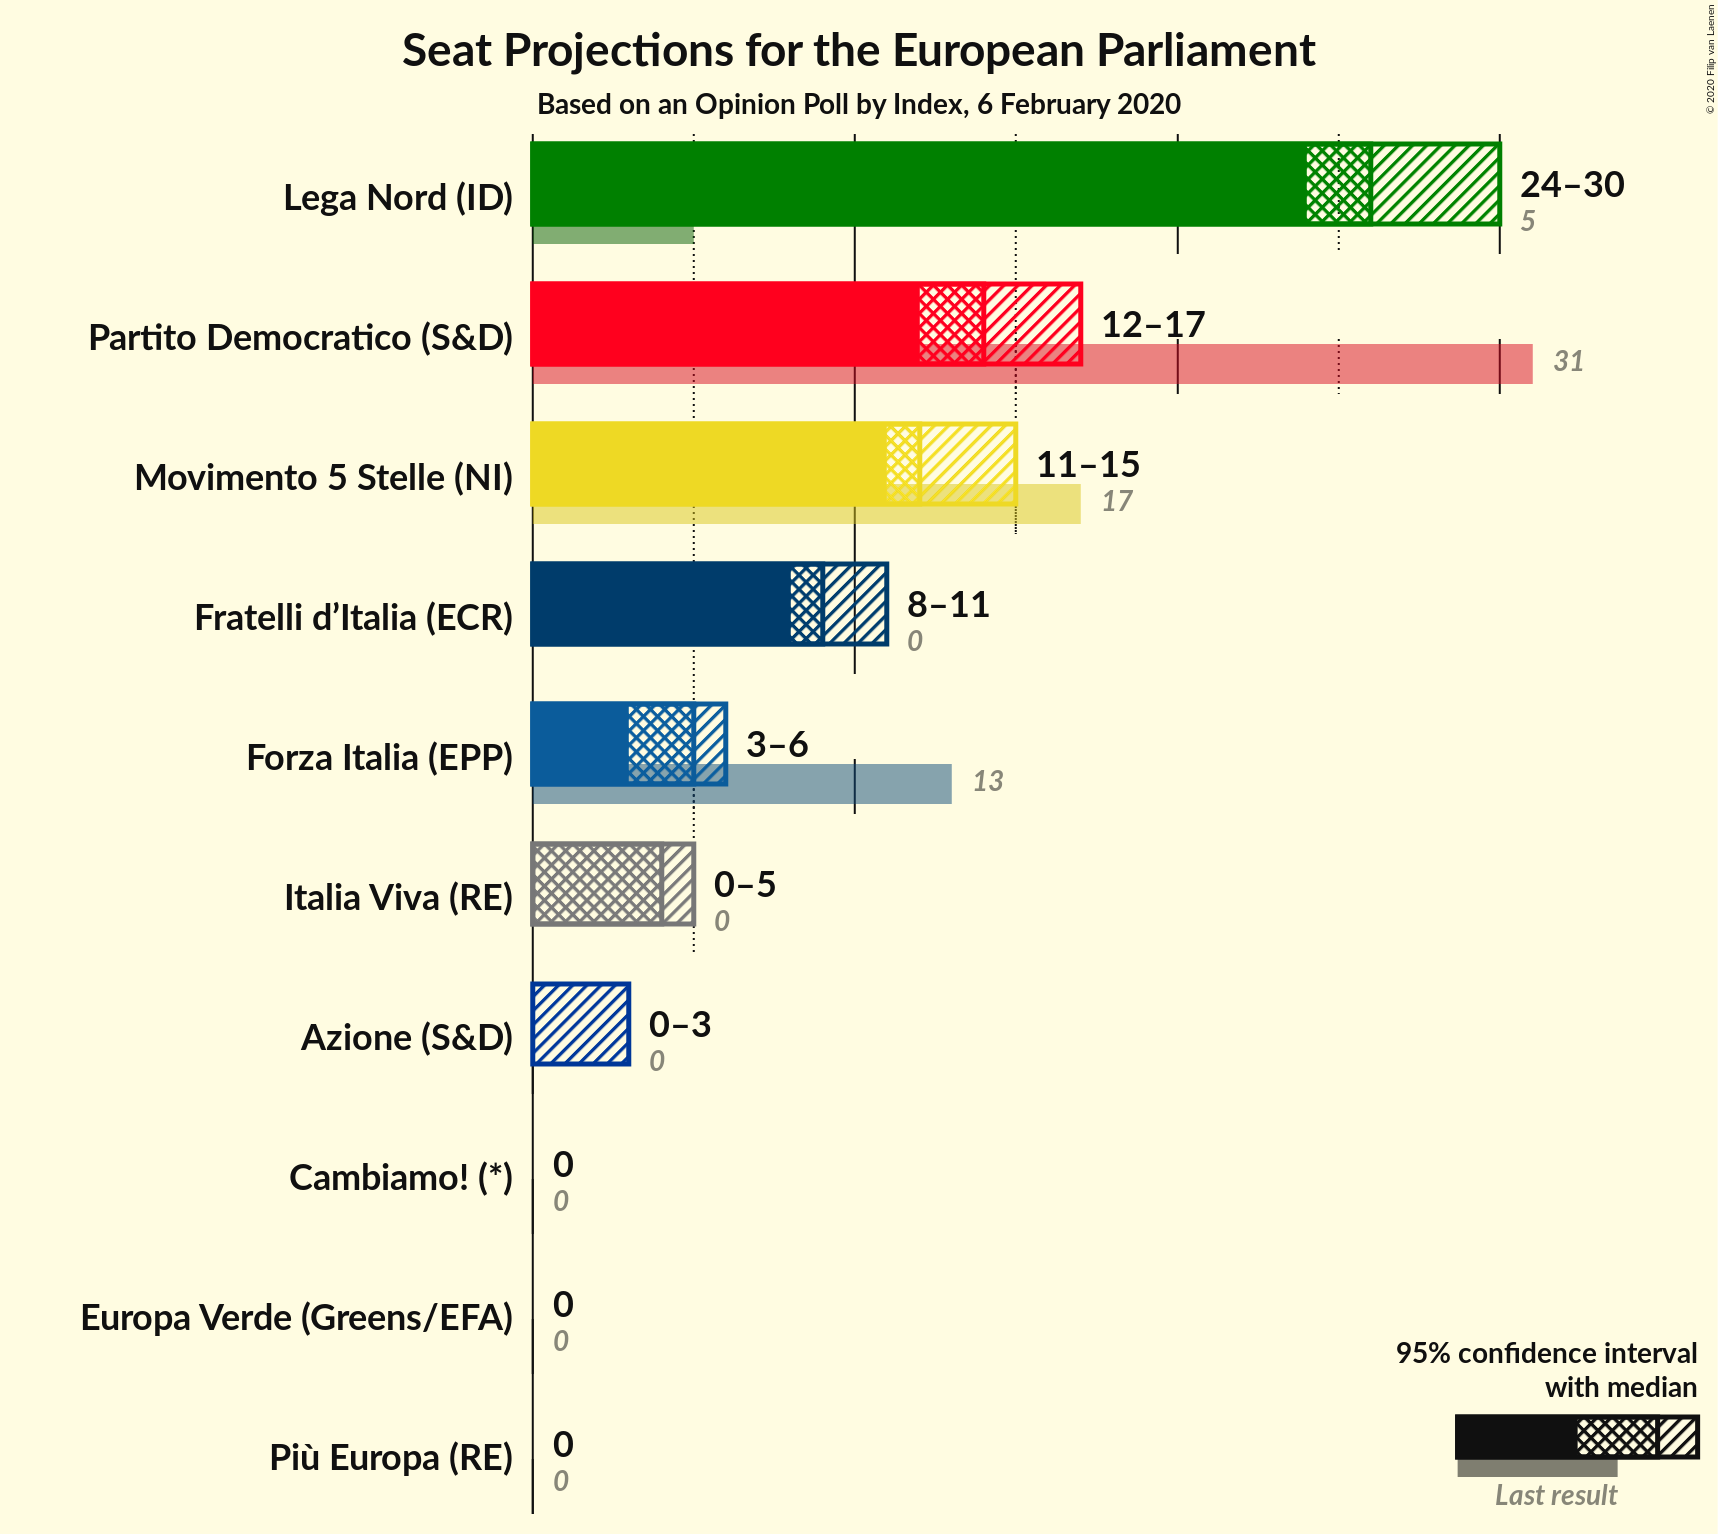 Seat Projections for the European Parliament
Based on an Opinion Poll by Index, 6 February 2020
© 2020 Filip van Laenen
Lega Nord (ID)
24–30
5
Partito Democratico (S&D)
12–17
31
Movimento 5 Stelle (NI)
11–15
17
Fratelli d’Italia (ECR)
8–11
0
Forza Italia (EPP)
3–6
13
Italia Viva (RE)
0–5
0
Azione (S&D)
0–3
0
Cambiamo! (*)
0
0
Europa Verde (Greens/EFA)
0
0
Più Europa (RE)
0
0
95% confidence interval
with median
Last result